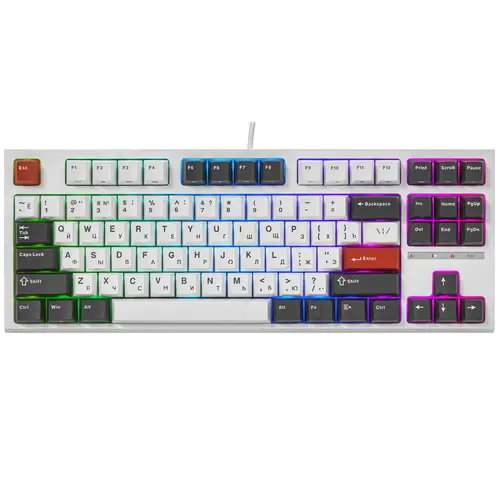 Esc F1 F2 F3 F4 F5 F6 F7 F8 F9 F10 F11 F12 Print Scroll Pause
← Backspace Ins Home PgUp
Tab Q W E R T Y U I O P Del End PgDn
Й Ц У К Е Н Г Ш Щ З Х Ъ
Caps Lock A S D F G H J K L Enter
Ф Ы В А П Р О Л Д Ж Э
Shift Z X C V B N M Shift
Я Ч С М И Т Ь Б Ю
Ctrl Win Alt Alt Fn Ctrl